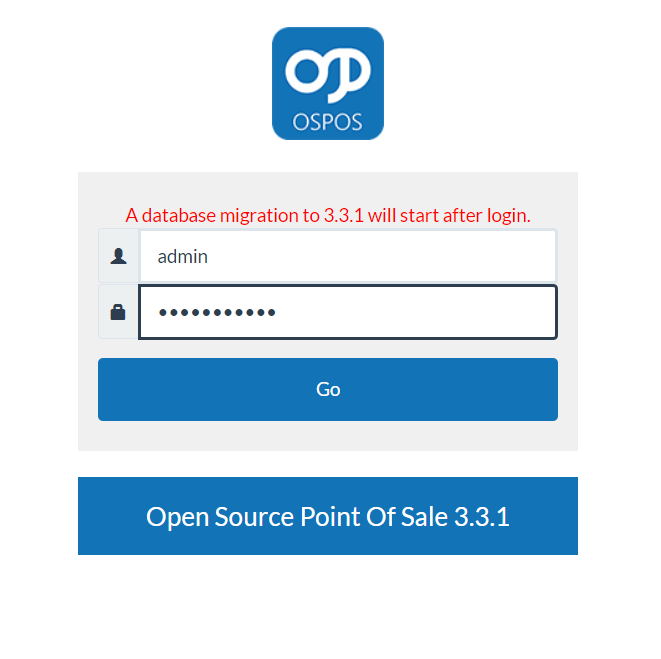 OSPOS
A database migration to 3.3.1 will start after login.
admin
•••••••••••
Go
Open Source Point Of Sale 3.3.1